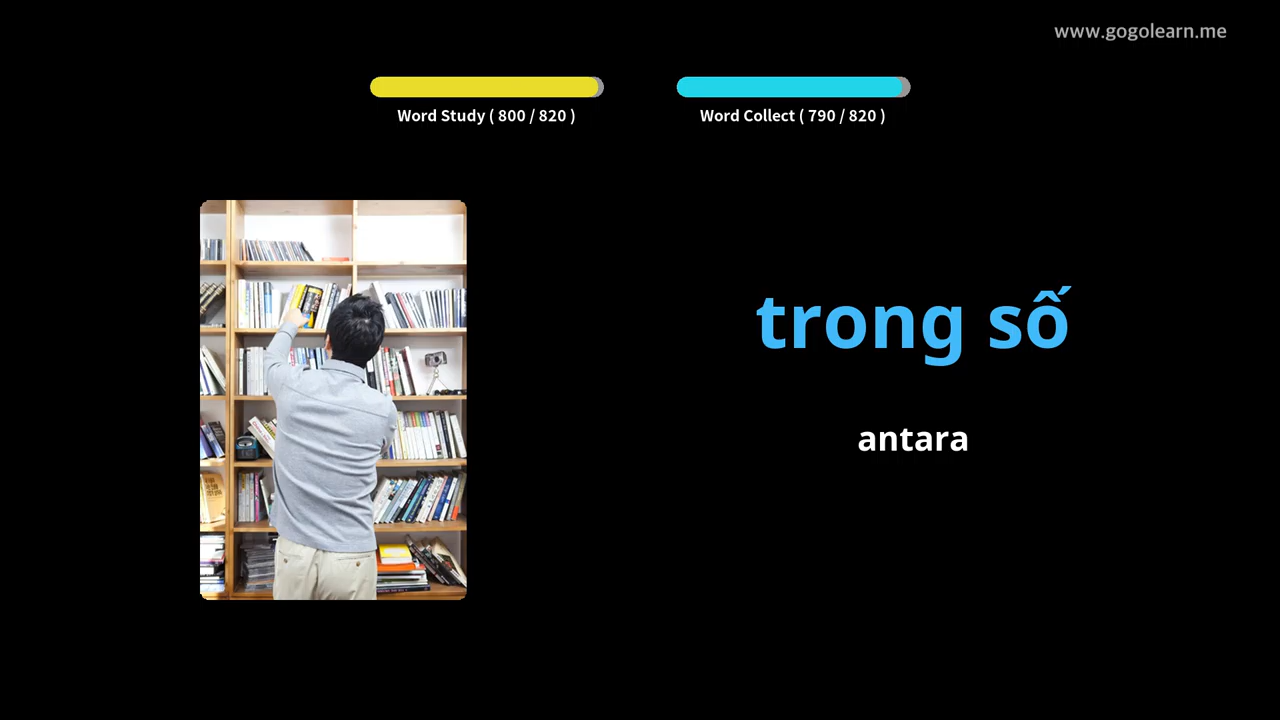 www.gogolearn.me
Word Study ( 800 / 820 )
Word Collect ( 790 / 820 )
trong số
antara